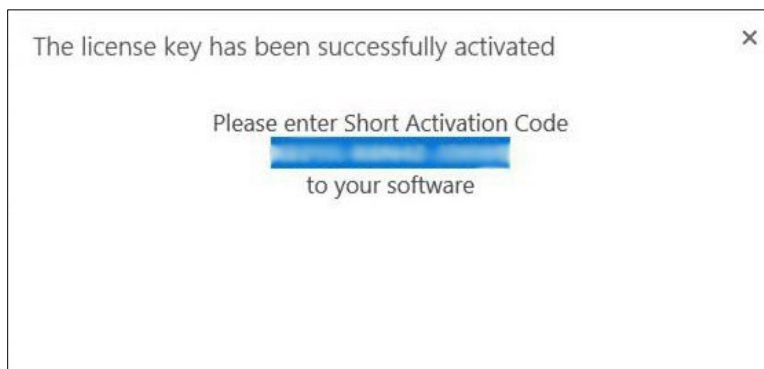 The license key has been successfully activated
Please enter Short Activation Code
to your software